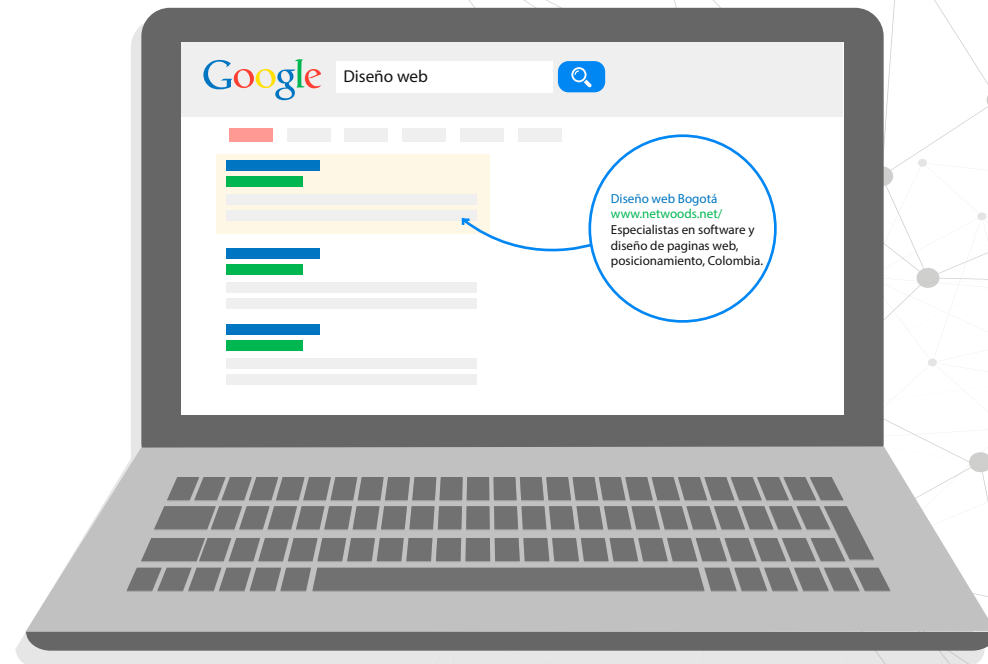 Google
Diseño web
Diseño web Bogotá
www.netwoods.net/
Especialistas en software y
diseño de paginas web,
posicionamiento, Colombia.